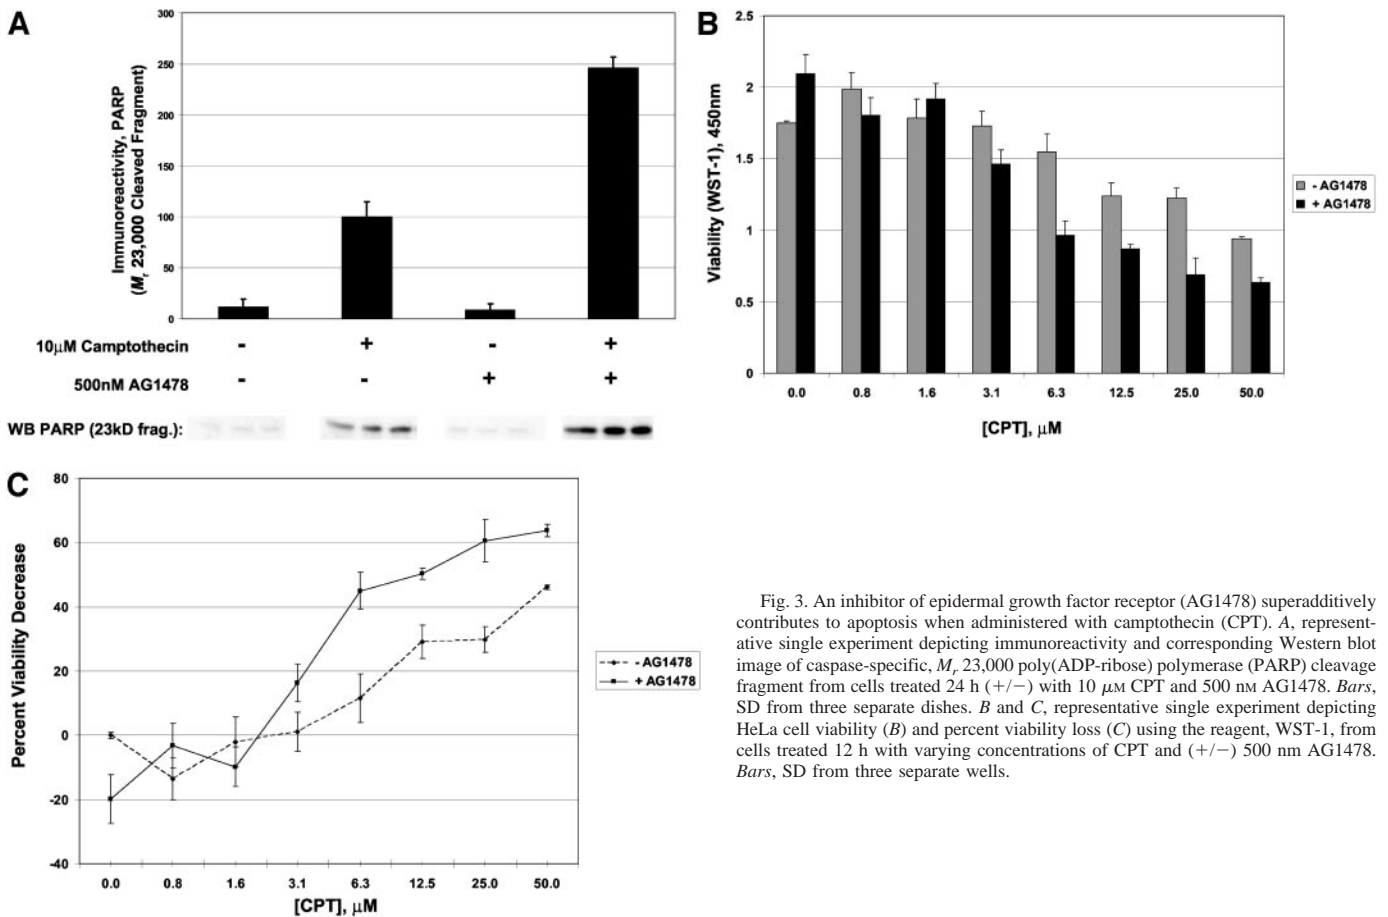 A
Immunoreactivity, PARP
(Mr 23,000 Cleaved Fragment)
300
250
200
150
100
50
0
10μM Camptothecin - + - +
500nM AG1478 - - + +
WB PARP (23kD frag.):
B
Viability (WST-1), 450nm
2.5
2
1.5
1
0.5
0
0.0 0.8 1.6 3.1 6.3 12.5 25.0 50.0
[CPT], μM
- AG1478
+ AG1478
C
Percent Viability Decrease
80
60
40
20
0
-20
-40
0.0 0.8 1.6 3.1 6.3 12.5 25.0 50.0
[CPT], μM
- AG1478
+ AG1478
Fig. 3. An inhibitor of epidermal growth factor receptor (AG1478) superadditively
contributes to apoptosis when administered with camptothecin (CPT). A, represent-
ative single experiment depicting immunoreactivity and corresponding Western blot
image of caspase-specific, Mr 23,000 poly(ADP-ribose) polymerase (PARP) cleavage
fragment from cells treated 24 h (+/−) with 10 μM CPT and 500 nM AG1478. Bars,
SD from three separate dishes. B and C, representative single experiment depicting
HeLa cell viability (B) and percent viability loss (C) using the reagent, WST-1, from
cells treated 12 h with varying concentrations of CPT and (+/−) 500 nm AG1478.
Bars, SD from three separate wells.